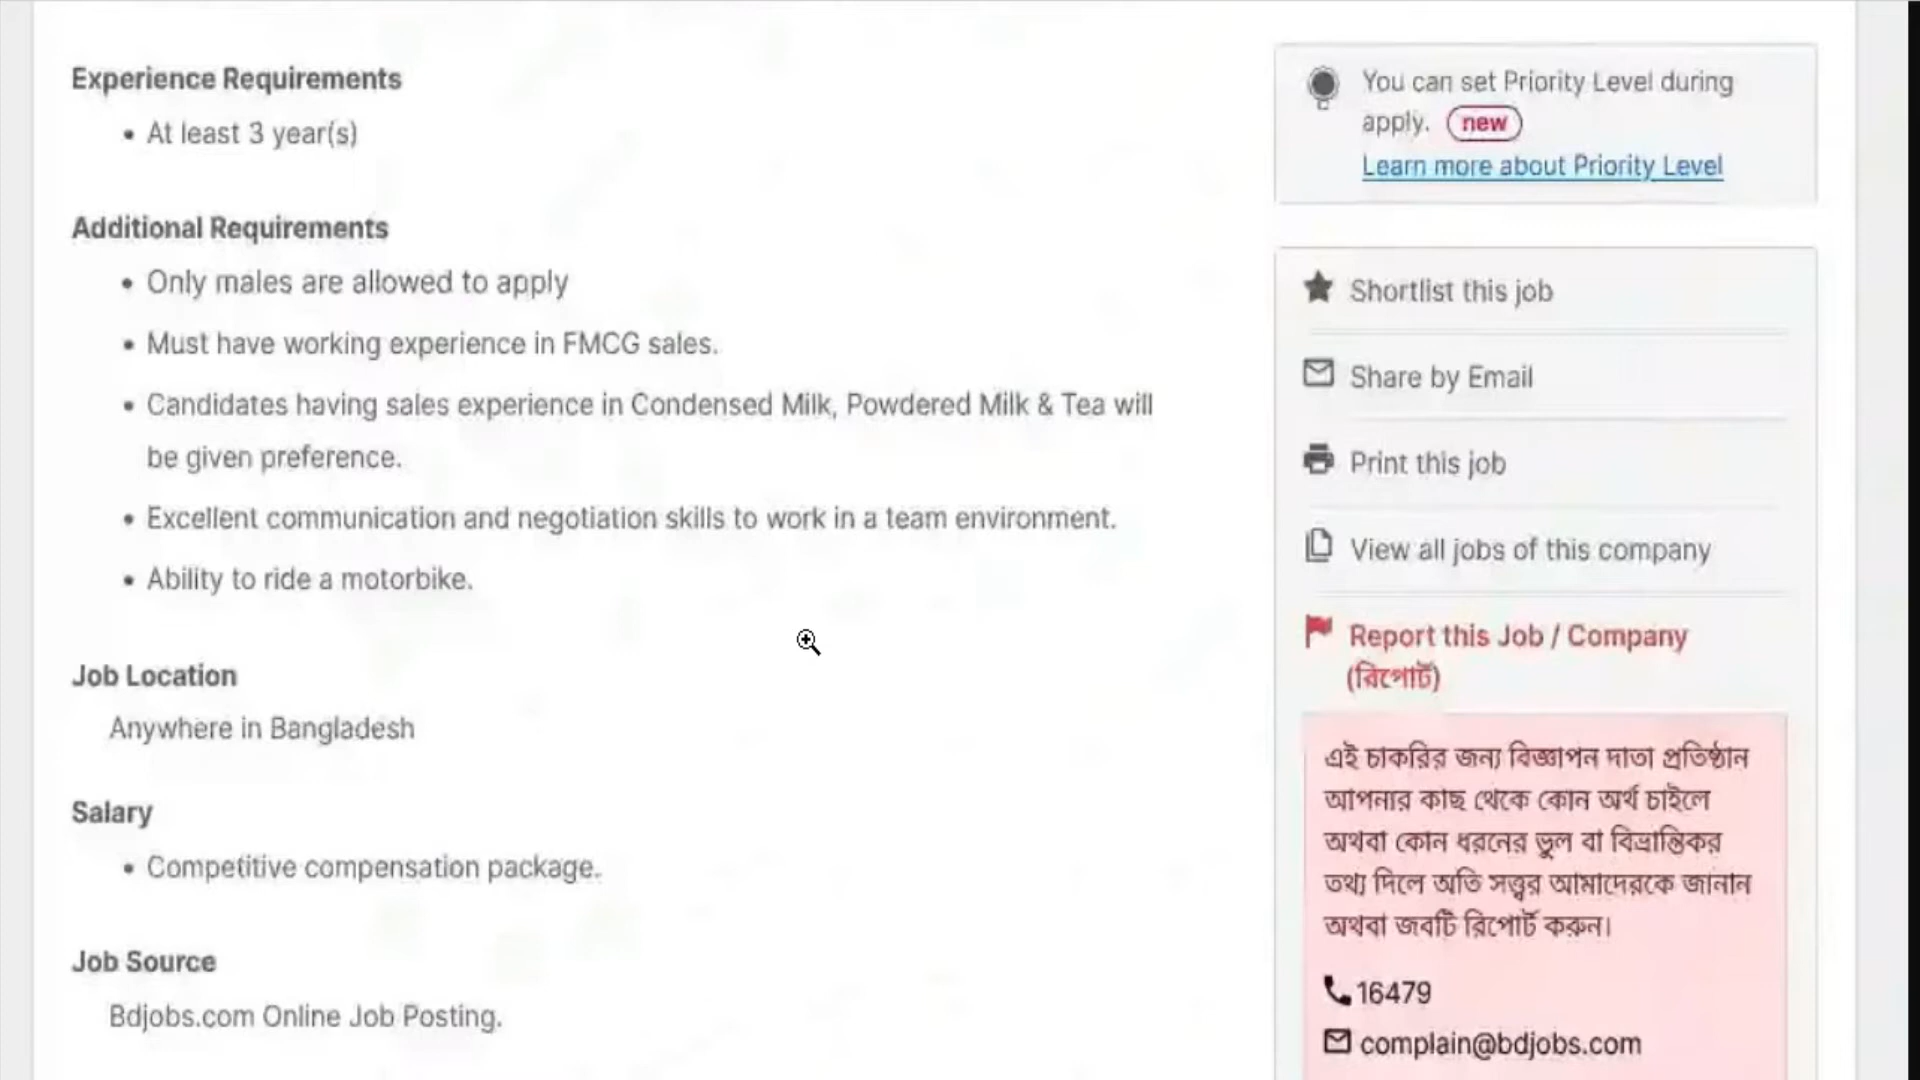 Experience Requirements
• At least 3 year(s)
Additional Requirements
• Only males are allowed to apply
• Must have working experience in FMCG sales.
• Candidates having sales experience in Condensed Milk, Powdered Milk & Tea will
be given preference.
• Excellent communication and negotiation skills to work in a team environment.
• Ability to ride a motorbike.
Job Location
Anywhere in Bangladesh
Salary
• Competitive compensation package.
Job Source
Bdjobs.com Online Job Posting.
You can set Priority Level during
apply. new
Learn more about Priority Level
Shortlist this job
Share by Email
Print this job
View all jobs of this company
Report this Job / Company
(রিপোর্ট)
এই চাকরির জন্য বিজ্ঞাপন দাতা প্রতিষ্ঠান
আপনার কাছ থেকে কোন অর্থ চাইলে
অথবা কোন ধরনের ভুল বা বিভ্রান্তিকর
তথ্য দিলে অতি সত্ত্বর আমাদেরকে জানান
অথবা জবটি রিপোর্ট করুন।
16479
complain@bdjobs.com